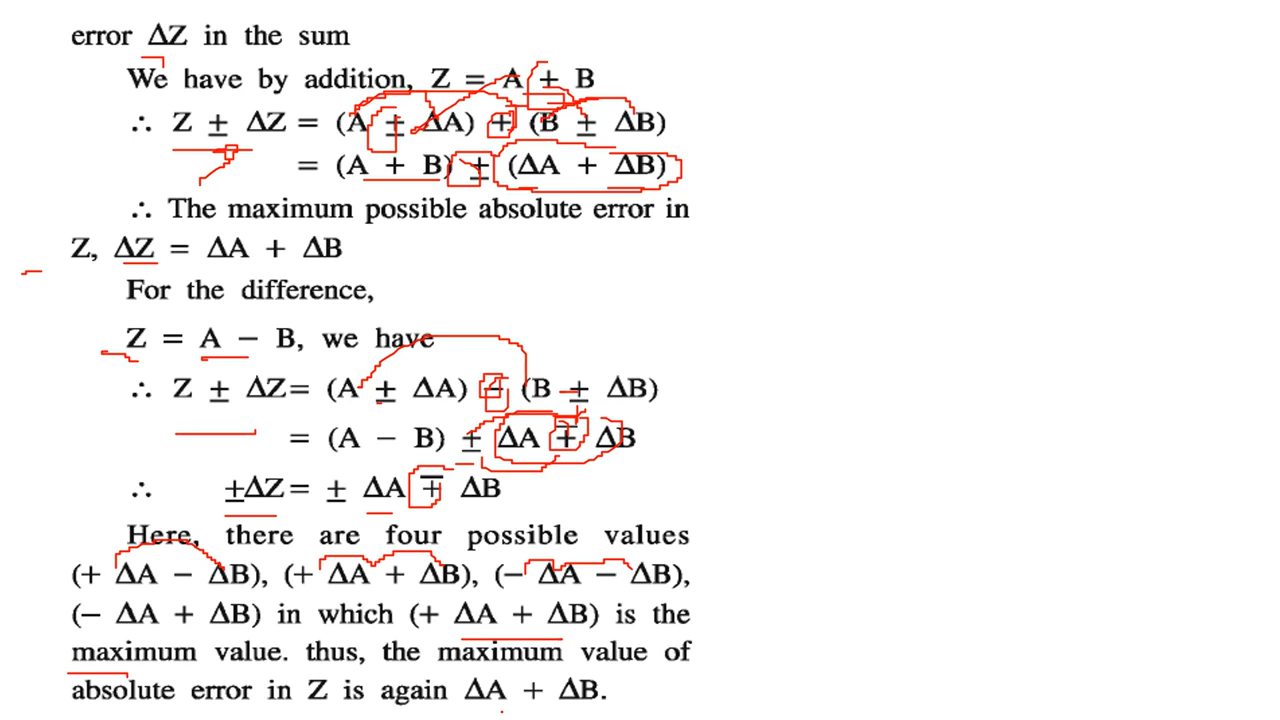 error ΔZ in the sum
We have by addition, Z = A + B
∴ Z ± ΔZ = (A ± ΔA) + (B ± ΔB)
= (A + B) ± (ΔA + ΔB)
∴ The maximum possible absolute error in
Z, ΔZ = ΔA + ΔB
For the difference,
Z = A − B, we have
∴ Z ± ΔZ= (A ± ΔA) − (B ± ΔB)
= (A − B) ± ΔA ∓ ΔB
∴ ±ΔZ= ± ΔA ∓ ΔB
Here, there are four possible values
(+ ΔA − ΔB), (+ ΔA + ΔB), (− ΔA − ΔB),
(− ΔA + ΔB) in which (+ ΔA + ΔB) is the
maximum value. thus, the maximum value of
absolute error in Z is again ΔA + ΔB.